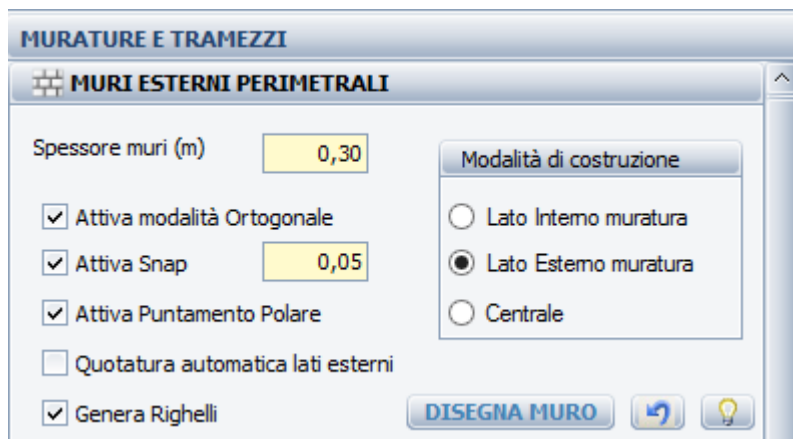 MURATURE E TRAMEZZI
MURI ESTERNI PERIMETRALI
Spessore muri (m) 0,30
Modalità di costruzione
Attiva modalità Ortogonale
Lato Interno muratura
Attiva Snap 0,05
Lato Esterno muratura
Attiva Puntamento Polare
Centrale
Quotatura automatica lati esterni
Genera Righelli
DISEGNA MURO